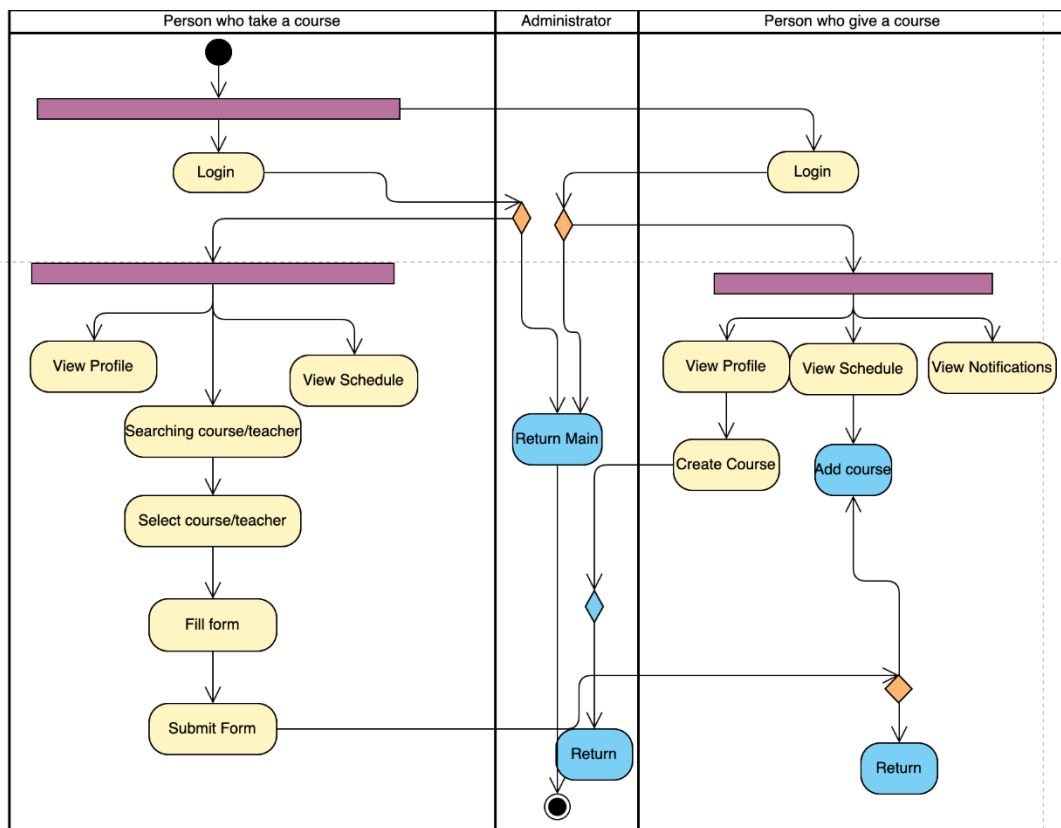 Person who take a course
Administrator
Person who give a course
Login
Login
View Profile
View Schedule
View Profile
View Schedule
View Notifications
Searching course/teacher
Return Main
Create Course
Add course
Select course/teacher
Fill form
Submit Form
Return
Return